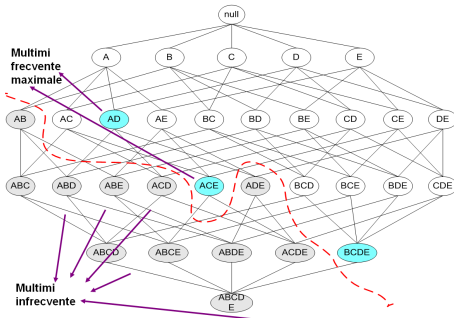 null
Multimi
frecvente
maximale
A B C D E
AB AC AD AE BC BD BE CD CE DE
ABC ABD ABE ACD ACE ADE BCD BCE BDE CDE
ABCD ABCE ABDE ACDE BCDE
Multimi
infrecvente
ABCD
E